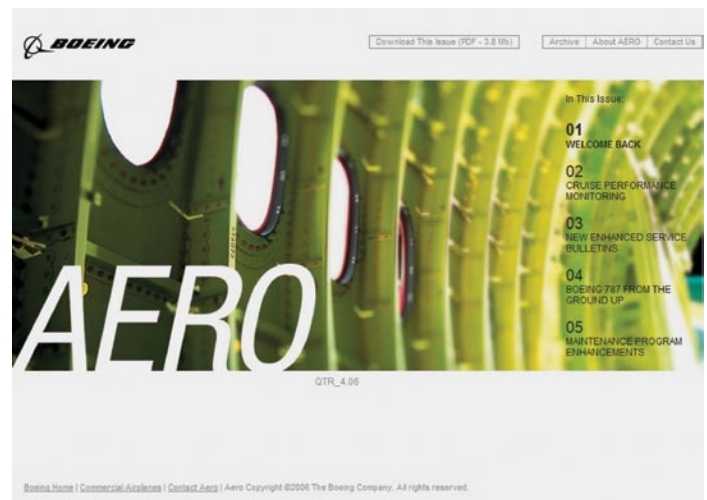 BOEING
Download This Issue (PDF - 3.8 Mb)
Archive | About AERO | Contact Us
In This Issue:
01
WELCOME BACK
02
CRUISE PERFORMANCE
MONITORING
03
NEW ENHANCED SERVICE
BULLETINS
04
BOEING 787 FROM THE
GROUND UP
05
MAINTENANCE PROGRAM
ENHANCEMENTS
AERO
QTR_4.06
Boeing Home | Commercial Airplanes | Contact Aero | Aero Copyright ©2006 The Boeing Company. All rights reserved.